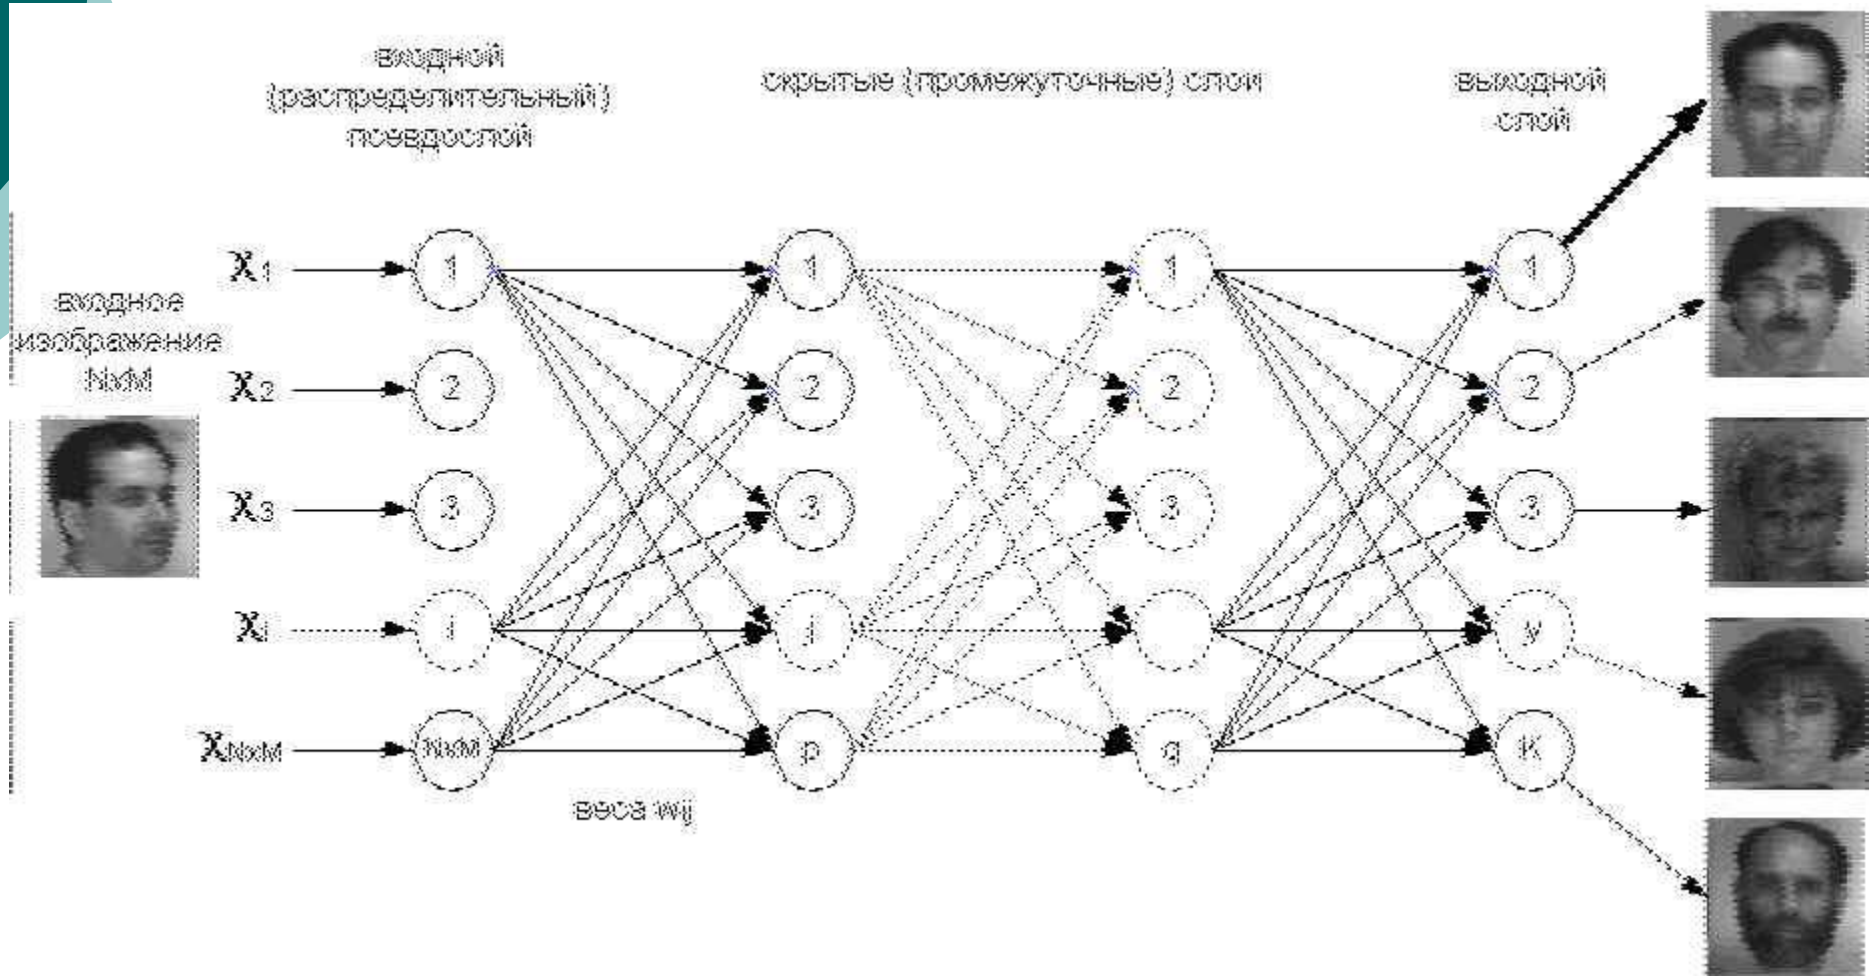 входной
(распределительный)
псевдослой
скрытые (промежуточные) слои
выходной
слой
входное
изображение
NxM
X1
X2
X3
Xi
XNxM
1
2
3
i
NxM
1
2
3
j
p
1
2
3
q
1
2
3
K
веса wij